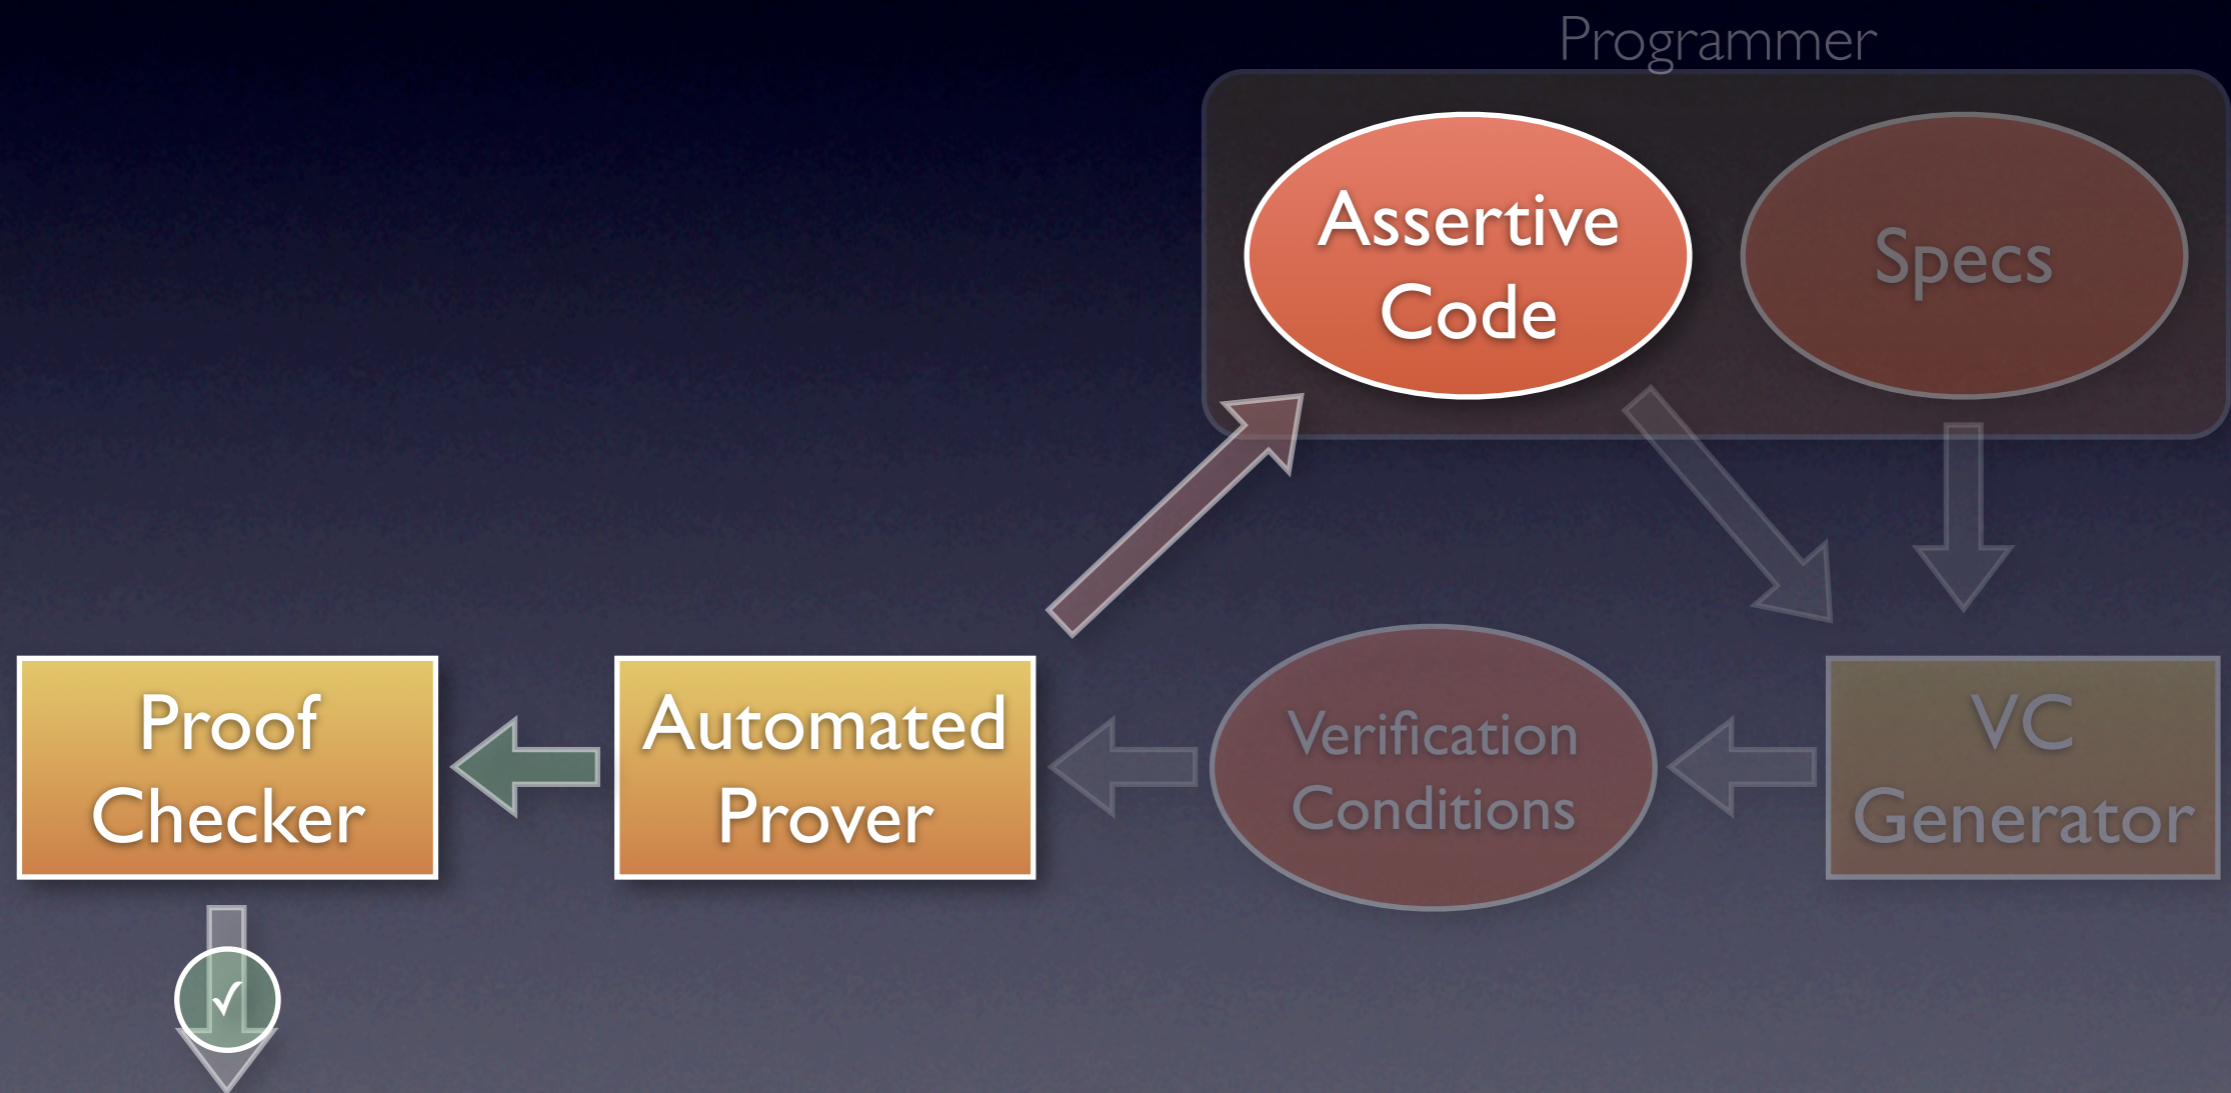 Programmer
Assertive
Code
Specs
Proof
Checker
Automated
Prover
Verification
Conditions
VC
Generator
✓